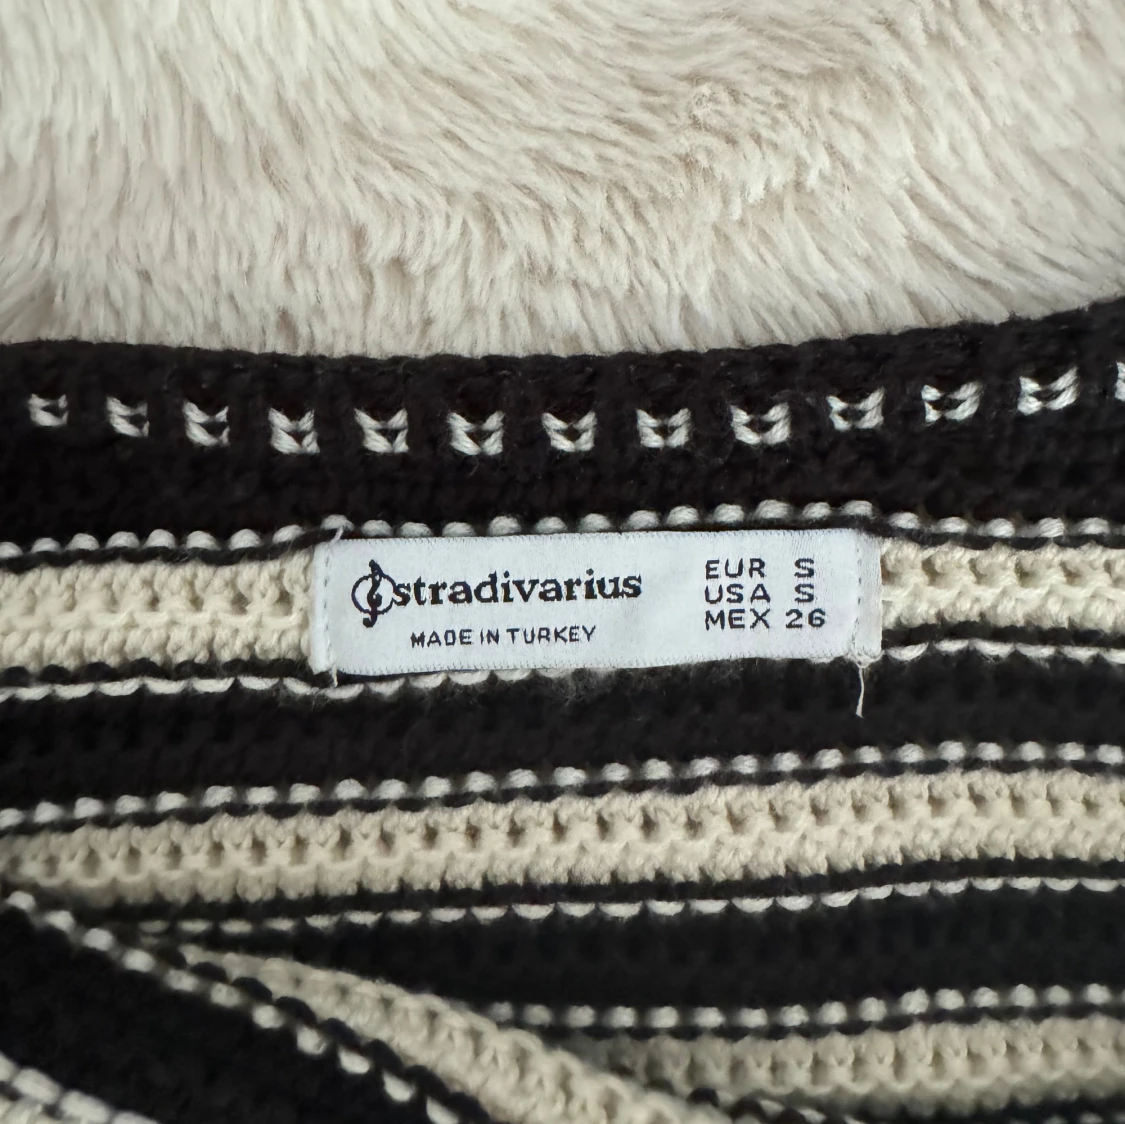 stradivarius
MADE IN TURKEY
EUR S
USA S
MEX 26